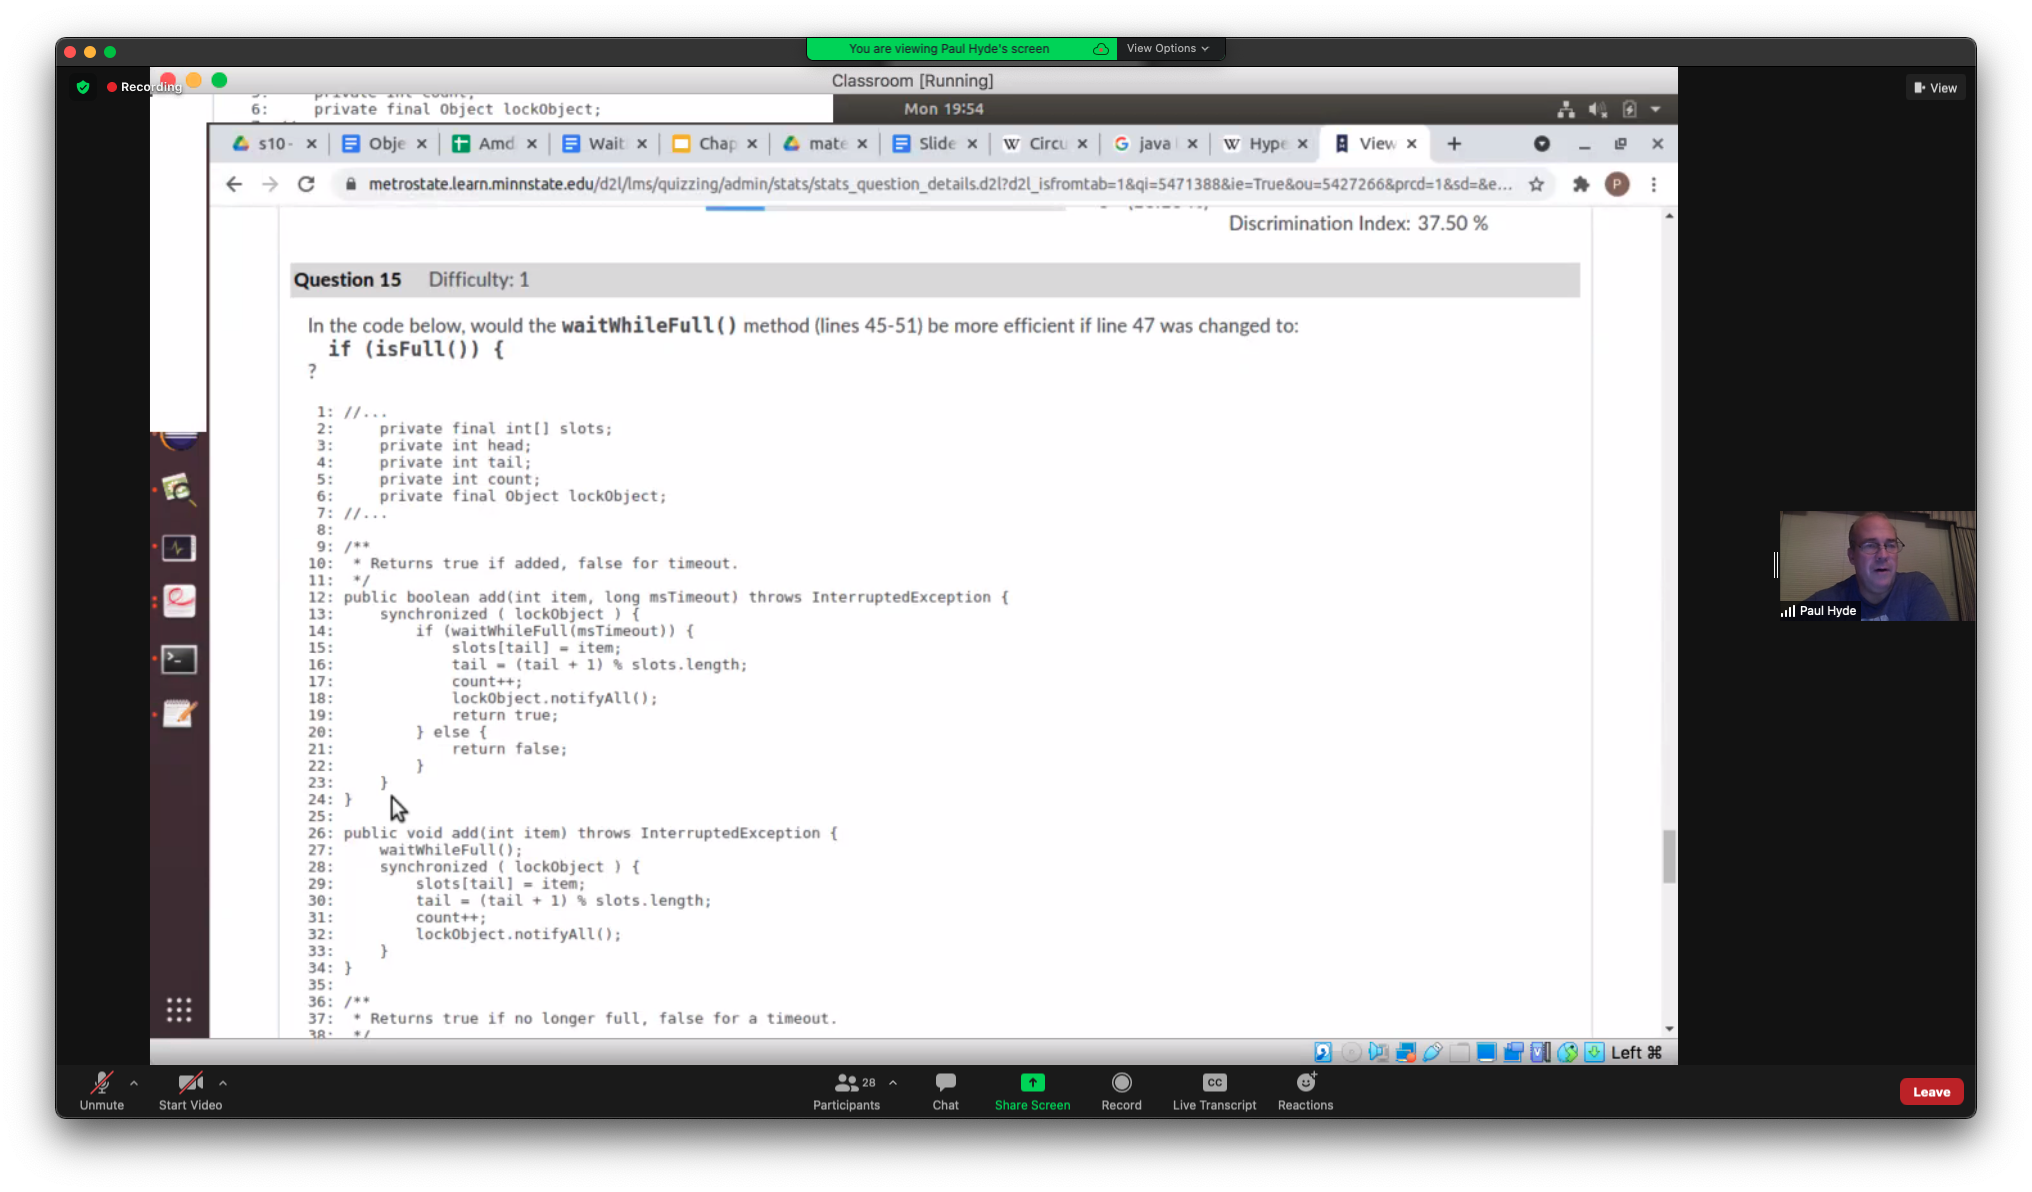 You are viewing Paul Hyde's screen
View Options
Recording
Classroom [Running]
View
6:    private final Object lockObject;
Mon 19:54
s10-
Obje
Amd
Wait
Chap
mate
Slide
Circu
java
Hype
View
metrostate.learn.minnstate.edu/d2l/lms/quizzing/admin/stats/stats_question_details.d2l?d2l_isfromtab=1&qi=5471388&ie=True&ou=5427266&prcd=1&sd=&e...
P
Discrimination Index: 37.50 %
Question 15    Difficulty: 1
In the code below, would the waitWhileFull() method (lines 45-51) be more efficient if line 47 was changed to:
if (isFull()) {
?
1: //...
2:     private final int[] slots;
3:     private int head;
4:     private int tail;
5:     private int count;
6:     private final Object lockObject;
7: //...
8:
9: /**
10:  * Returns true if added, false for timeout.
11:  */
12: public boolean add(int item, long msTimeout) throws InterruptedException {
13:     synchronized ( lockObject ) {
14:         if (waitWhileFull(msTimeout)) {
15:             slots[tail] = item;
16:             tail = (tail + 1) % slots.length;
17:             count++;
18:             lockObject.notifyAll();
19:             return true;
20:         } else {
21:             return false;
22:         }
23:     }
24: }
25:
26: public void add(int item) throws InterruptedException {
27:     waitWhileFull();
28:     synchronized ( lockObject ) {
29:         slots[tail] = item;
30:         tail = (tail + 1) % slots.length;
31:         count++;
32:         lockObject.notifyAll();
33:     }
34: }
35:
36: /**
37:  * Returns true if no longer full, false for a timeout.
38:  */
Paul Hyde
Left ⌘
Unmute
Start Video
28
Participants
Chat
Share Screen
Record
CC
Live Transcript
Reactions
Leave